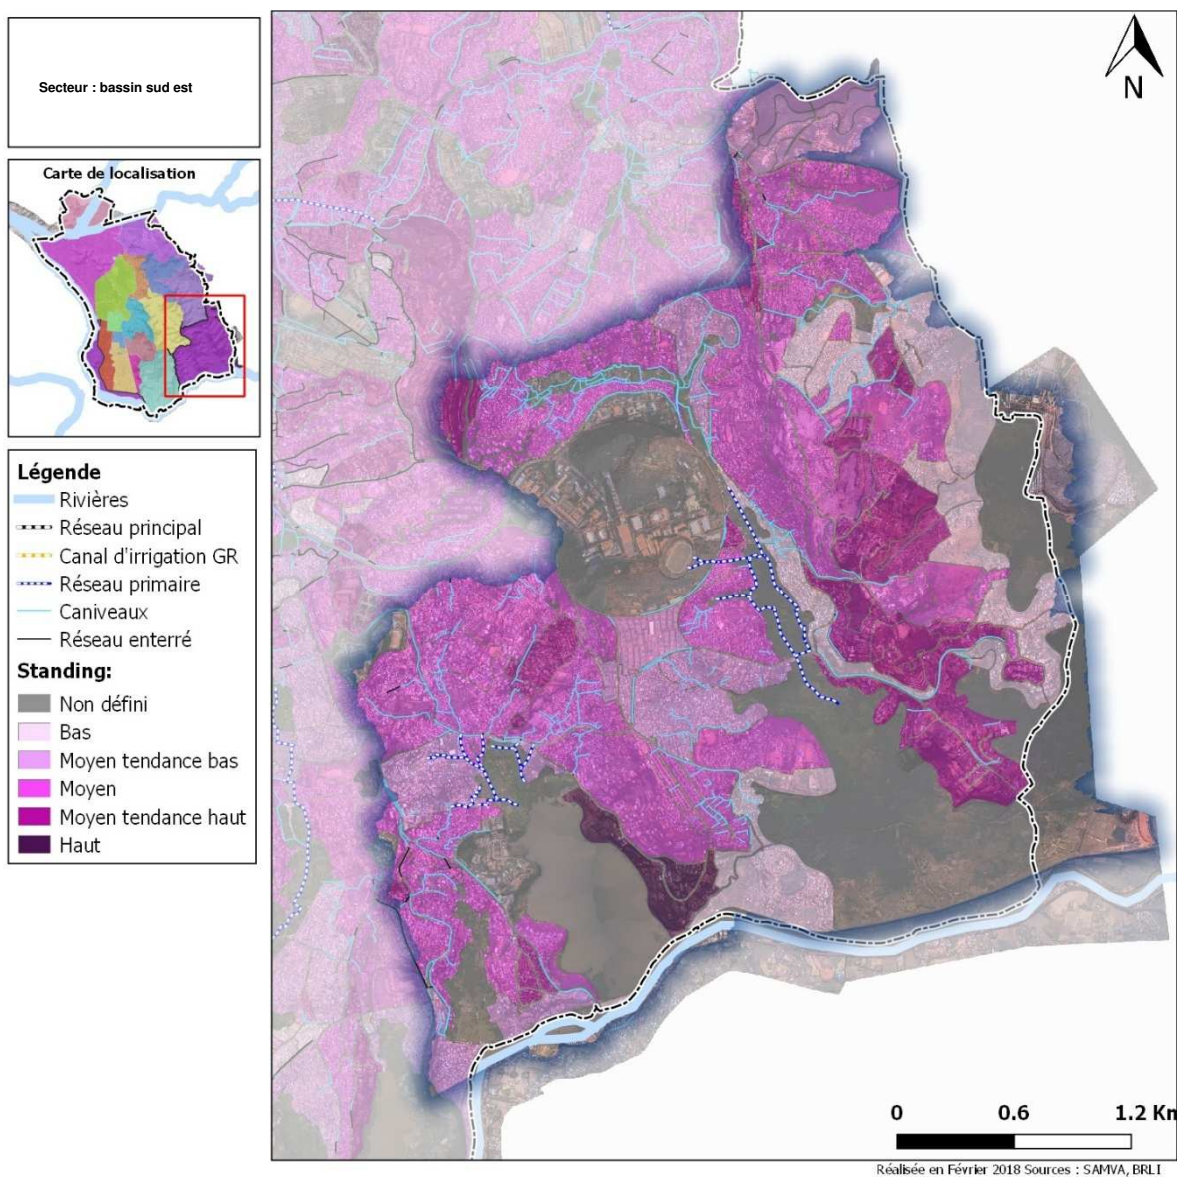 Secteur : bassin sud est
Carte de localisation
Légende
Rivières
Réseau principal
Canal d'irrigation GR
Réseau primaire
Caniveaux
Réseau enterré
Standing:
Non défini
Bas
Moyen tendance bas
Moyen
Moyen tendance haut
Haut
N
0 0.6 1.2 Km
Réalisée en Février 2018 Sources : SAMVA, BRLI